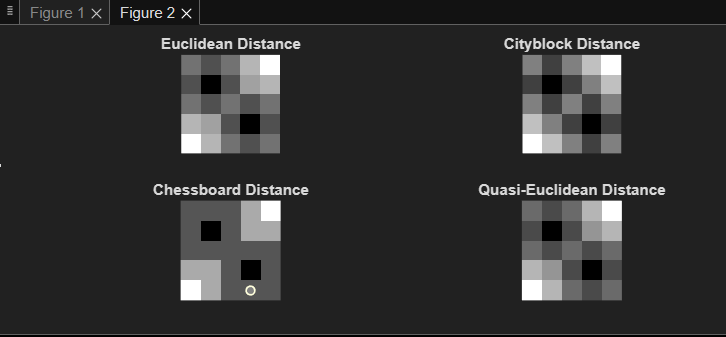 Figure 1 Figure 2
Euclidean Distance Cityblock Distance
Chessboard Distance Quasi-Euclidean Distance